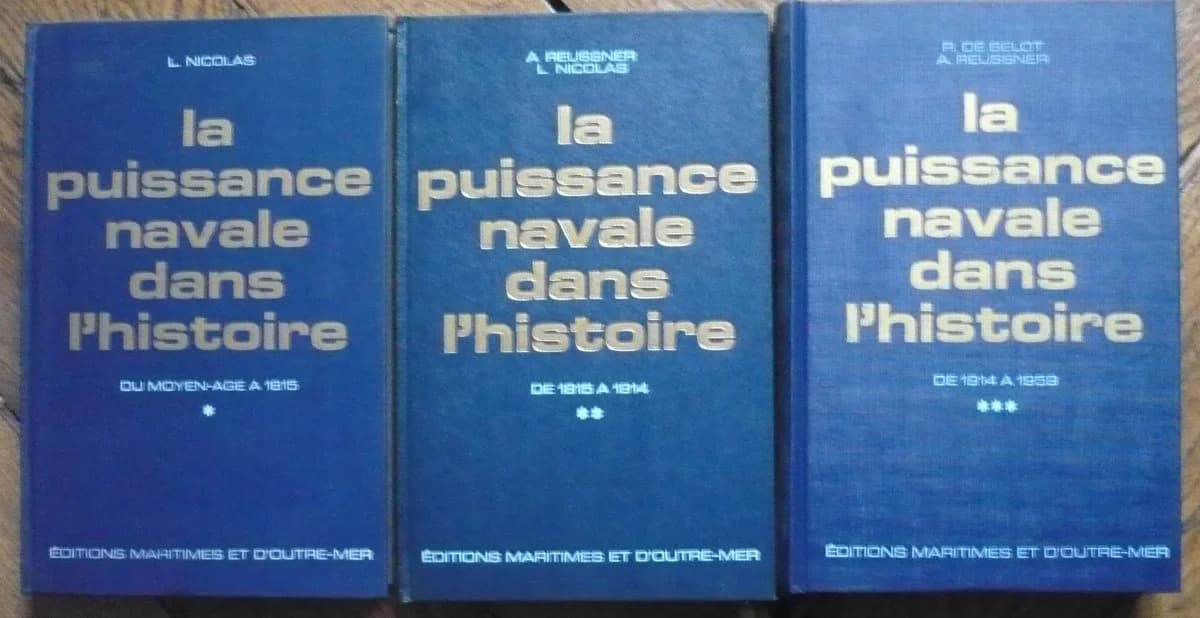 L. NICOLAS
la
puissance
navale
dans
l'histoire
DU MOYEN-AGE A 1815
*
ÉDITIONS MARITIMES ET D'OUTRE-MER
A. REUSSNER
L. NICOLAS
la
puissance
navale
dans
l'histoire
DE 1815 A 1914
**
ÉDITIONS MARITIMES ET D'OUTRE-MER
R. DE BELOT
A. REUSSNER
la
puissance
navale
dans
l'histoire
DE 1914 A 1959
***
ÉDITIONS MARITIMES ET D'OUTRE-MER